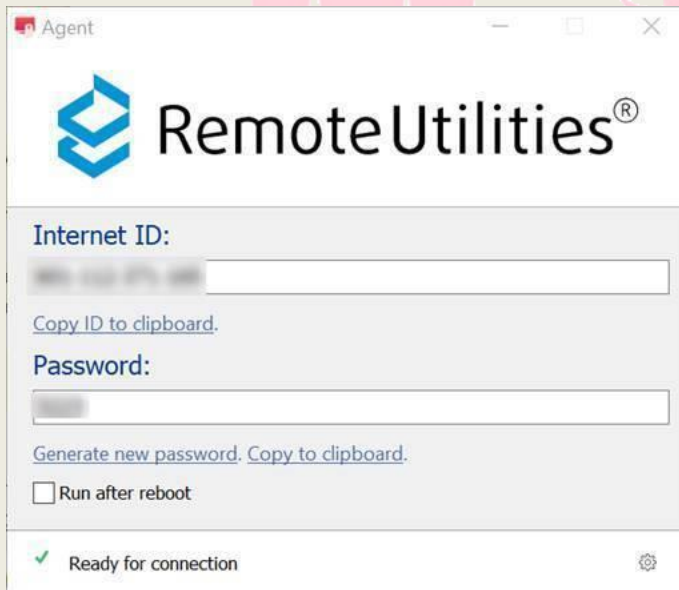 Agent
RemoteUtilities®
Internet ID:
Copy ID to clipboard.
Password:
Generate new password. Copy to clipboard.
Run after reboot
Ready for connection